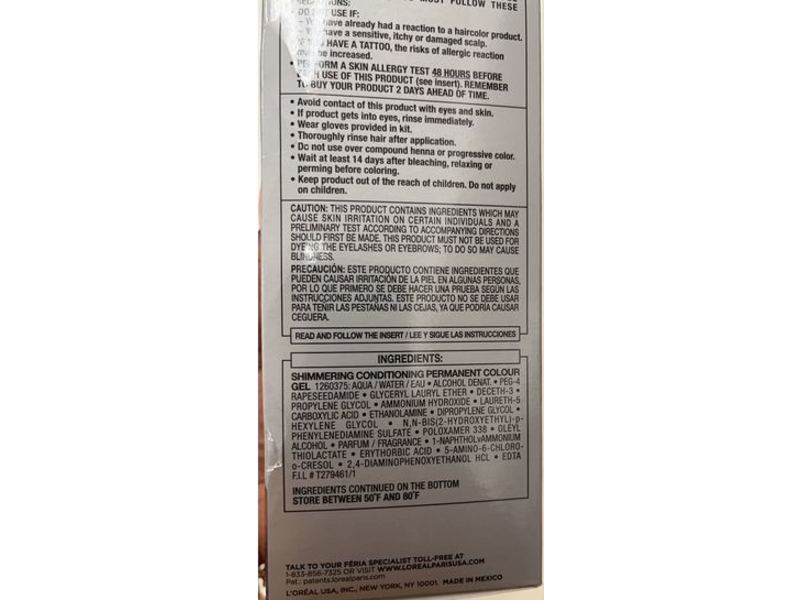 MUST FOLLOW THESE
USE IF:
have already had a reaction to a haircolor product.
have a sensitive, itchy or damaged scalp.
HAVE A TATTOO, the risks of allergic reaction
be increased.
• PERFORM A SKIN ALLERGY TEST 48 HOURS BEFORE
USE OF THIS PRODUCT (see insert). REMEMBER
TO BUY YOUR PRODUCT 2 DAYS AHEAD OF TIME.
• Avoid contact of this product with eyes and skin.
• If product gets into eyes, rinse immediately.
• Wear gloves provided in kit.
• Thoroughly rinse hair after application.
• Do not use over compound henna or progressive color.
• Wait at least 14 days after bleaching, relaxing or
perming before coloring.
• Keep product out of the reach of children. Do not apply
on children.
CAUTION: THIS PRODUCT CONTAINS INGREDIENTS WHICH MAY
CAUSE SKIN IRRITATION ON CERTAIN INDIVIDUALS AND A
PRELIMINARY TEST ACCORDING TO ACCOMPANYING DIRECTIONS
SHOULD FIRST BE MADE. THIS PRODUCT MUST NOT BE USED FOR
DYEING THE EYELASHES OR EYEBROWS; TO DO SO MAY CAUSE
BLINDNESS.
PRECAUCIÓN: ESTE PRODUCTO CONTIENE INGREDIENTES QUE
PUEDEN CAUSAR IRRITACIÓN DE LA PIEL EN ALGUNAS PERSONAS,
POR LO QUE PRIMERO SE DEBE HACER UNA PRUEBA SEGÚN LAS
INSTRUCCIONES ADJUNTAS. ESTE PRODUCTO NO SE DEBE USAR
PARA TEÑIR LAS PESTAÑAS NI LAS CEJAS, YA QUE PODRÍA CAUSAR
CEGUERA.
READ AND FOLLOW THE INSERT / LEE Y SIGUE LAS INSTRUCCIONES
INGREDIENTS:
SHIMMERING CONDITIONING PERMANENT COLOUR
GEL 1260375: AQUA / WATER / EAU • ALCOHOL DENAT. • PEG-4
RAPESEEDAMIDE • GLYCERYL LAURYL ETHER • DECETH-3 •
PROPYLENE GLYCOL • AMMONIUM HYDROXIDE • LAURETH-5
CARBOXYLIC ACID • ETHANOLAMINE • DIPROPYLENE GLYCOL •
HEXYLENE GLYCOL • N,N-BIS(2-HYDROXYETHYL)-p-
PHENYLENEDIAMINE SULFATE • POLOXAMER 338 • OLEYL
ALCOHOL • PARFUM / FRAGRANCE • 1-NAPHTHOL•AMMONIUM
THIOLACTATE • ERYTHORBIC ACID • 5-AMINO-6-CHLORO-
o-CRESOL • 2,4-DIAMINOPHENOXYETHANOL HCL • EDTA
F.I.L # T279461/1
INGREDIENTS CONTINUED ON THE BOTTOM
STORE BETWEEN 50°F AND 80°F
TALK TO YOUR FÉRIA SPECIALIST TOLL-FREE AT
1-833-856-7325 OR VISIT WWW.LOREALPARISUSA.COM
Pat.: patents.lorealparis.com
L'ORÉAL USA, INC., NEW YORK, NY 10001. MADE IN MEXICO